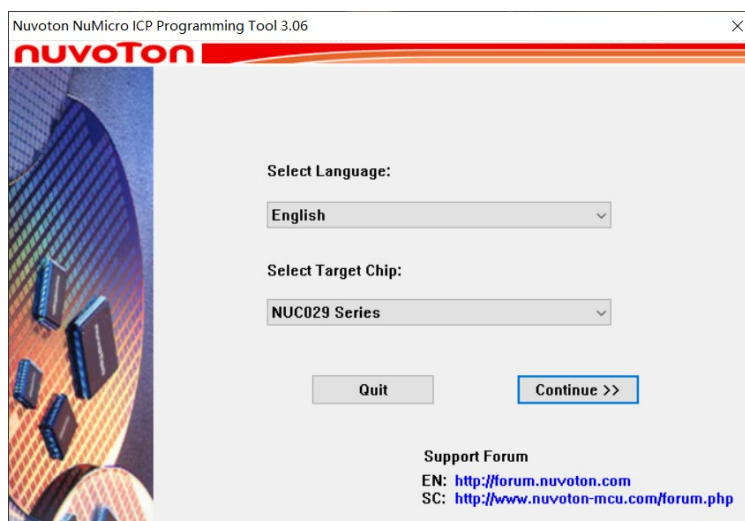 Nuvoton NuMicro ICP Programming Tool 3.06
nuvoTon
Select Language:
English
Select Target Chip:
NUC029 Series
Quit
Continue >>
Support Forum
EN: http://forum.nuvoton.com
SC: http://www.nuvoton-mcu.com/forum.php
nuvoTon